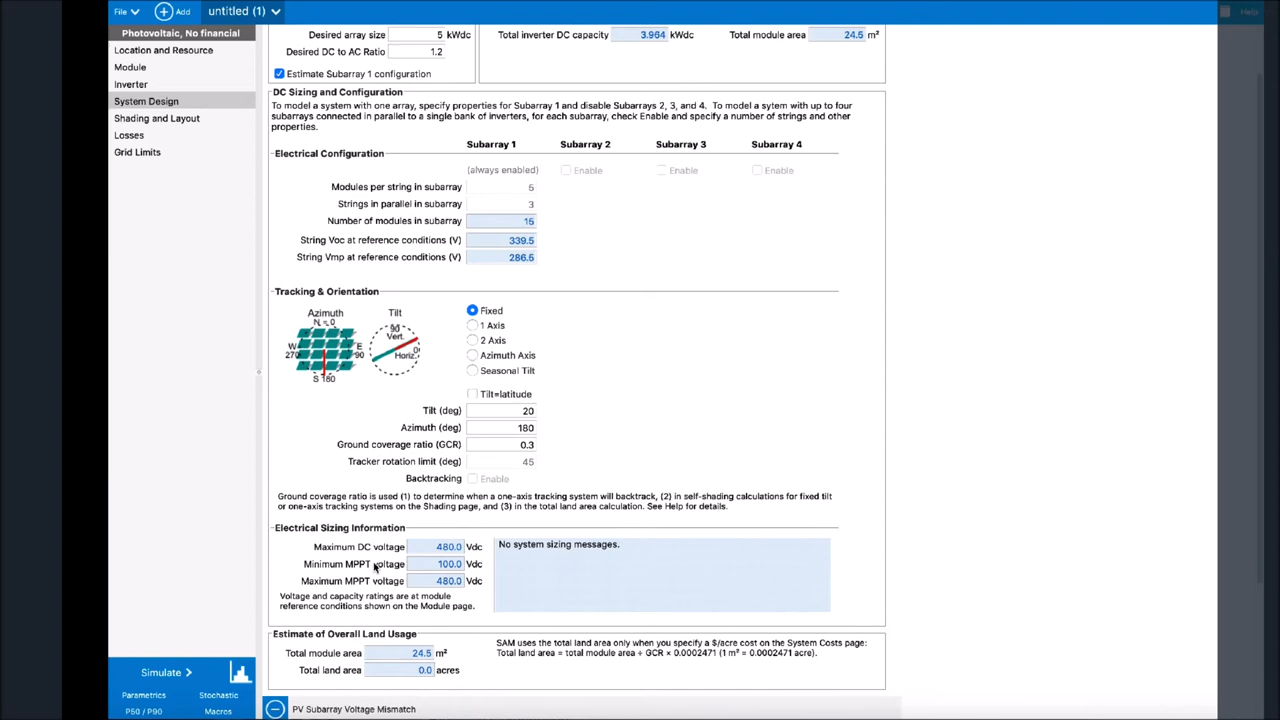 File
Add
untitled (1)
Help
Photovoltaic, No financial
Location and Resource
Module
Inverter
System Design
Shading and Layout
Losses
Grid Limits
Simulate >
Parametrics
Stochastic
P50 / P90
Macros
Desired array size 5 kWdc
Desired DC to AC Ratio 1.2
Estimate Subarray 1 configuration
Total inverter DC capacity 3.964 kWdc
Total module area 24.5 m²
DC Sizing and Configuration
To model a system with one array, specify properties for Subarray 1 and disable Subarrays 2, 3, and 4. To model a sytem with up to four
subarrays connected in parallel to a single bank of inverters, for each subarray, check Enable and specify a number of strings and other
properties.
Electrical Configuration
Subarray 1 Subarray 2 Subarray 3 Subarray 4
(always enabled) Enable Enable Enable
Modules per string in subarray 5
Strings in parallel in subarray 3
Number of modules in subarray 15
String Voc at reference conditions (V) 339.5
String Vmp at reference conditions (V) 286.5
Tracking & Orientation
Azimuth
N = 0
W
270
E
90
S 180
Tilt
90
Vert.
0
Horiz.
Fixed
1 Axis
2 Axis
Azimuth Axis
Seasonal Tilt
Tilt=latitude
Tilt (deg) 20
Azimuth (deg) 180
Ground coverage ratio (GCR) 0.3
Tracker rotation limit (deg) 45
Backtracking Enable
Ground coverage ratio is used (1) to determine when a one-axis tracking system will backtrack, (2) in self-shading calculations for fixed tilt
or one-axis tracking systems on the Shading page, and (3) in the total land area calculation. See Help for details.
Electrical Sizing Information
Maximum DC voltage 480.0 Vdc
Minimum MPPT voltage 100.0 Vdc
Maximum MPPT voltage 480.0 Vdc
Voltage and capacity ratings are at module
reference conditions shown on the Module page.
No system sizing messages.
Estimate of Overall Land Usage
Total module area 24.5 m²
Total land area 0.0 acres
SAM uses the total land area only when you specify a $/acre cost on the System Costs page:
Total land area = total module area ÷ GCR × 0.0002471 (1 m² = 0.0002471 acre).
PV Subarray Voltage Mismatch